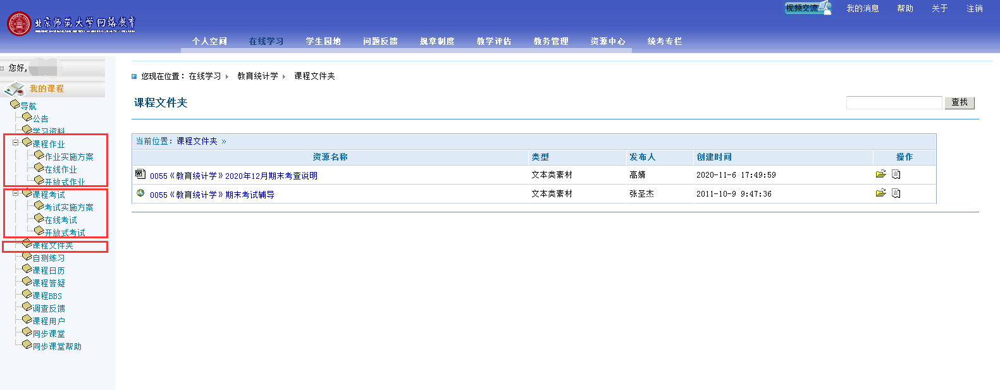 视频交流
我的消息 帮助 关于 注销
北京师范大学网络教育
个人空间 在线学习 学生园地 问题反馈 规章制度 教学评估 教务管理 资源中心 统考专栏
您好,
我的课程
导航
公告
学习资料
课程作业
作业实施方案
在线作业
开放式作业
课程考试
考试实施方案
在线考试
开放式考试
课程文件夹
自测练习
课程日历
课程答疑
课程BBS
调查反馈
课程用户
同步课堂
同步课堂帮助
您现在位置：在线学习 教育统计学 课程文件夹
课程文件夹
查找
当前位置：课程文件夹 »
资源名称 类型 发布人 创建时间 操作
0055《教育统计学》2020年12月期末考查说明 文本类素材 高婧 2020-11-6 17:49:59
0055《教育统计学》期末考试辅导 文本类素材 张圣杰 2011-10-9 9:47:36